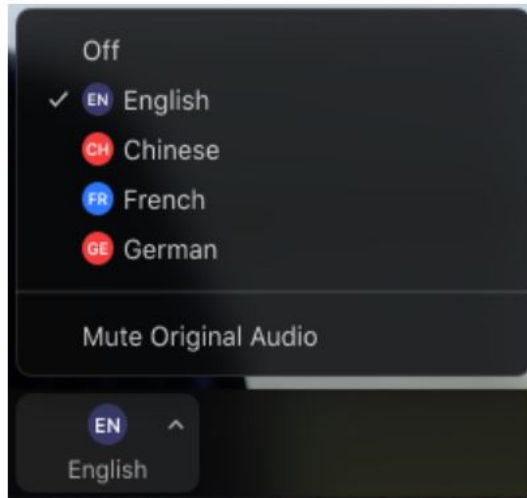 Off
EN English
CH Chinese
FR French
GE German
Mute Original Audio
EN
English